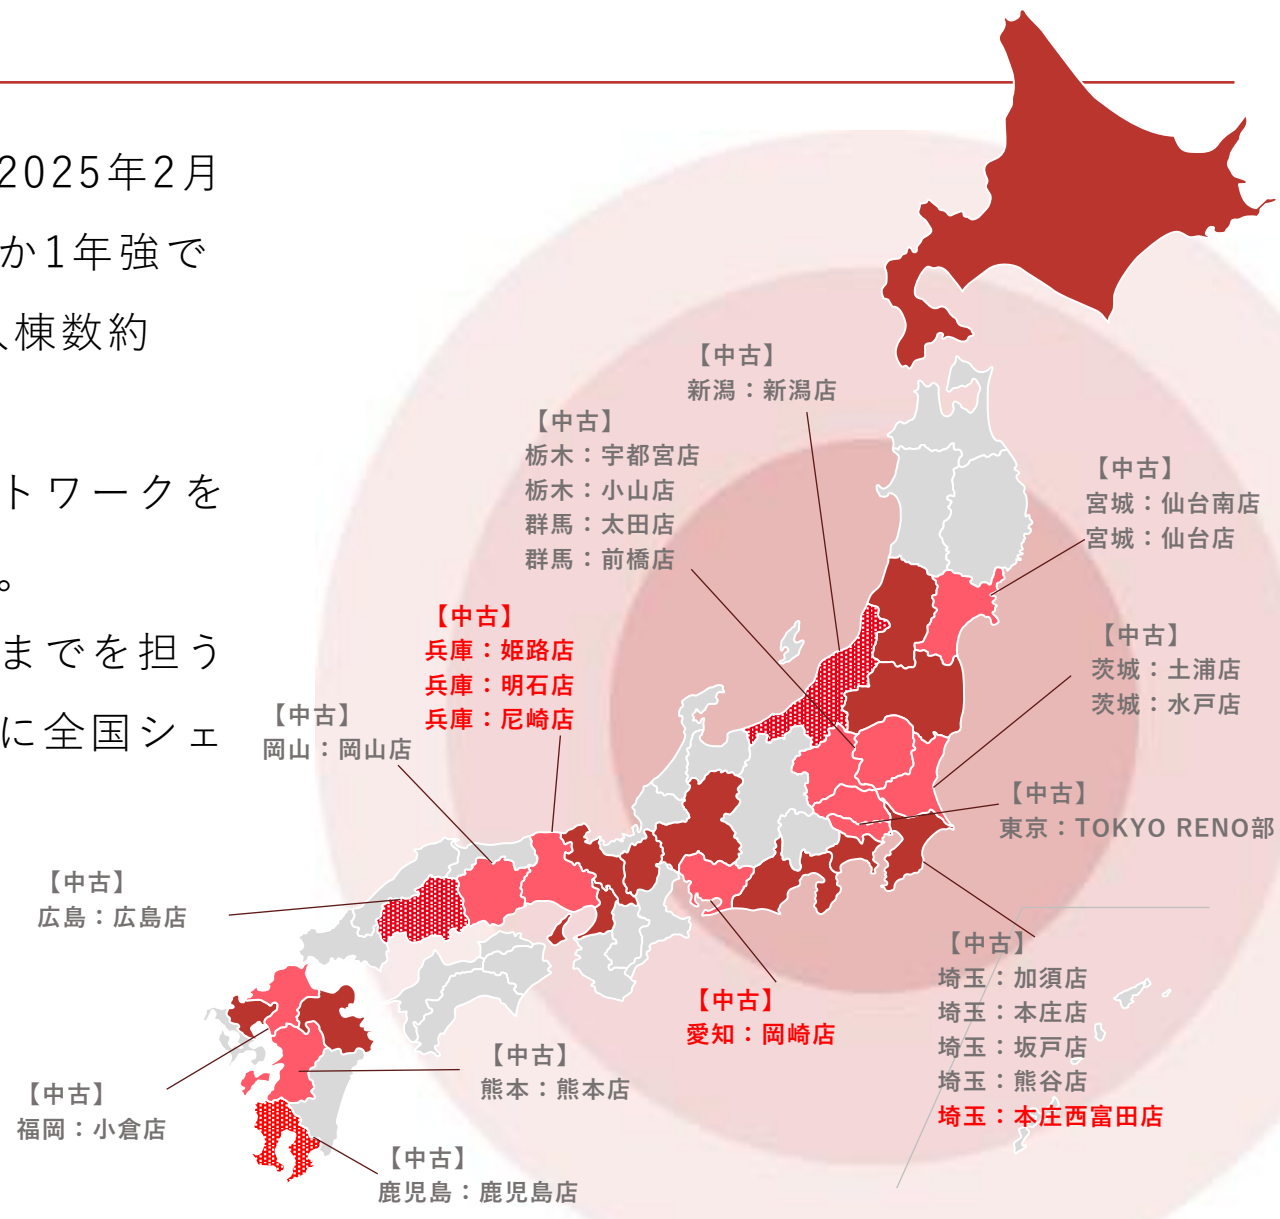 2025年2月
か1年強で
棟数約
トワークを
。
までを担う
に全国シェ
【中古】
新潟：新潟店
【中古】
栃木：宇都宮店
栃木：小山店
群馬：太田店
群馬：前橋店
【中古】
宮城：仙台南店
宮城：仙台店
【中古】
兵庫：姫路店
兵庫：明石店
兵庫：尼崎店
【中古】
茨城：土浦店
茨城：水戸店
【中古】
岡山：岡山店
【中古】
東京：TOKYO RENO部
【中古】
広島：広島店
【中古】
埼玉：加須店
埼玉：本庄店
埼玉：坂戸店
埼玉：熊谷店
埼玉：本庄西富田店
【中古】
愛知：岡崎店
【中古】
熊本：熊本店
【中古】
福岡：小倉店
【中古】
鹿児島：鹿児島店